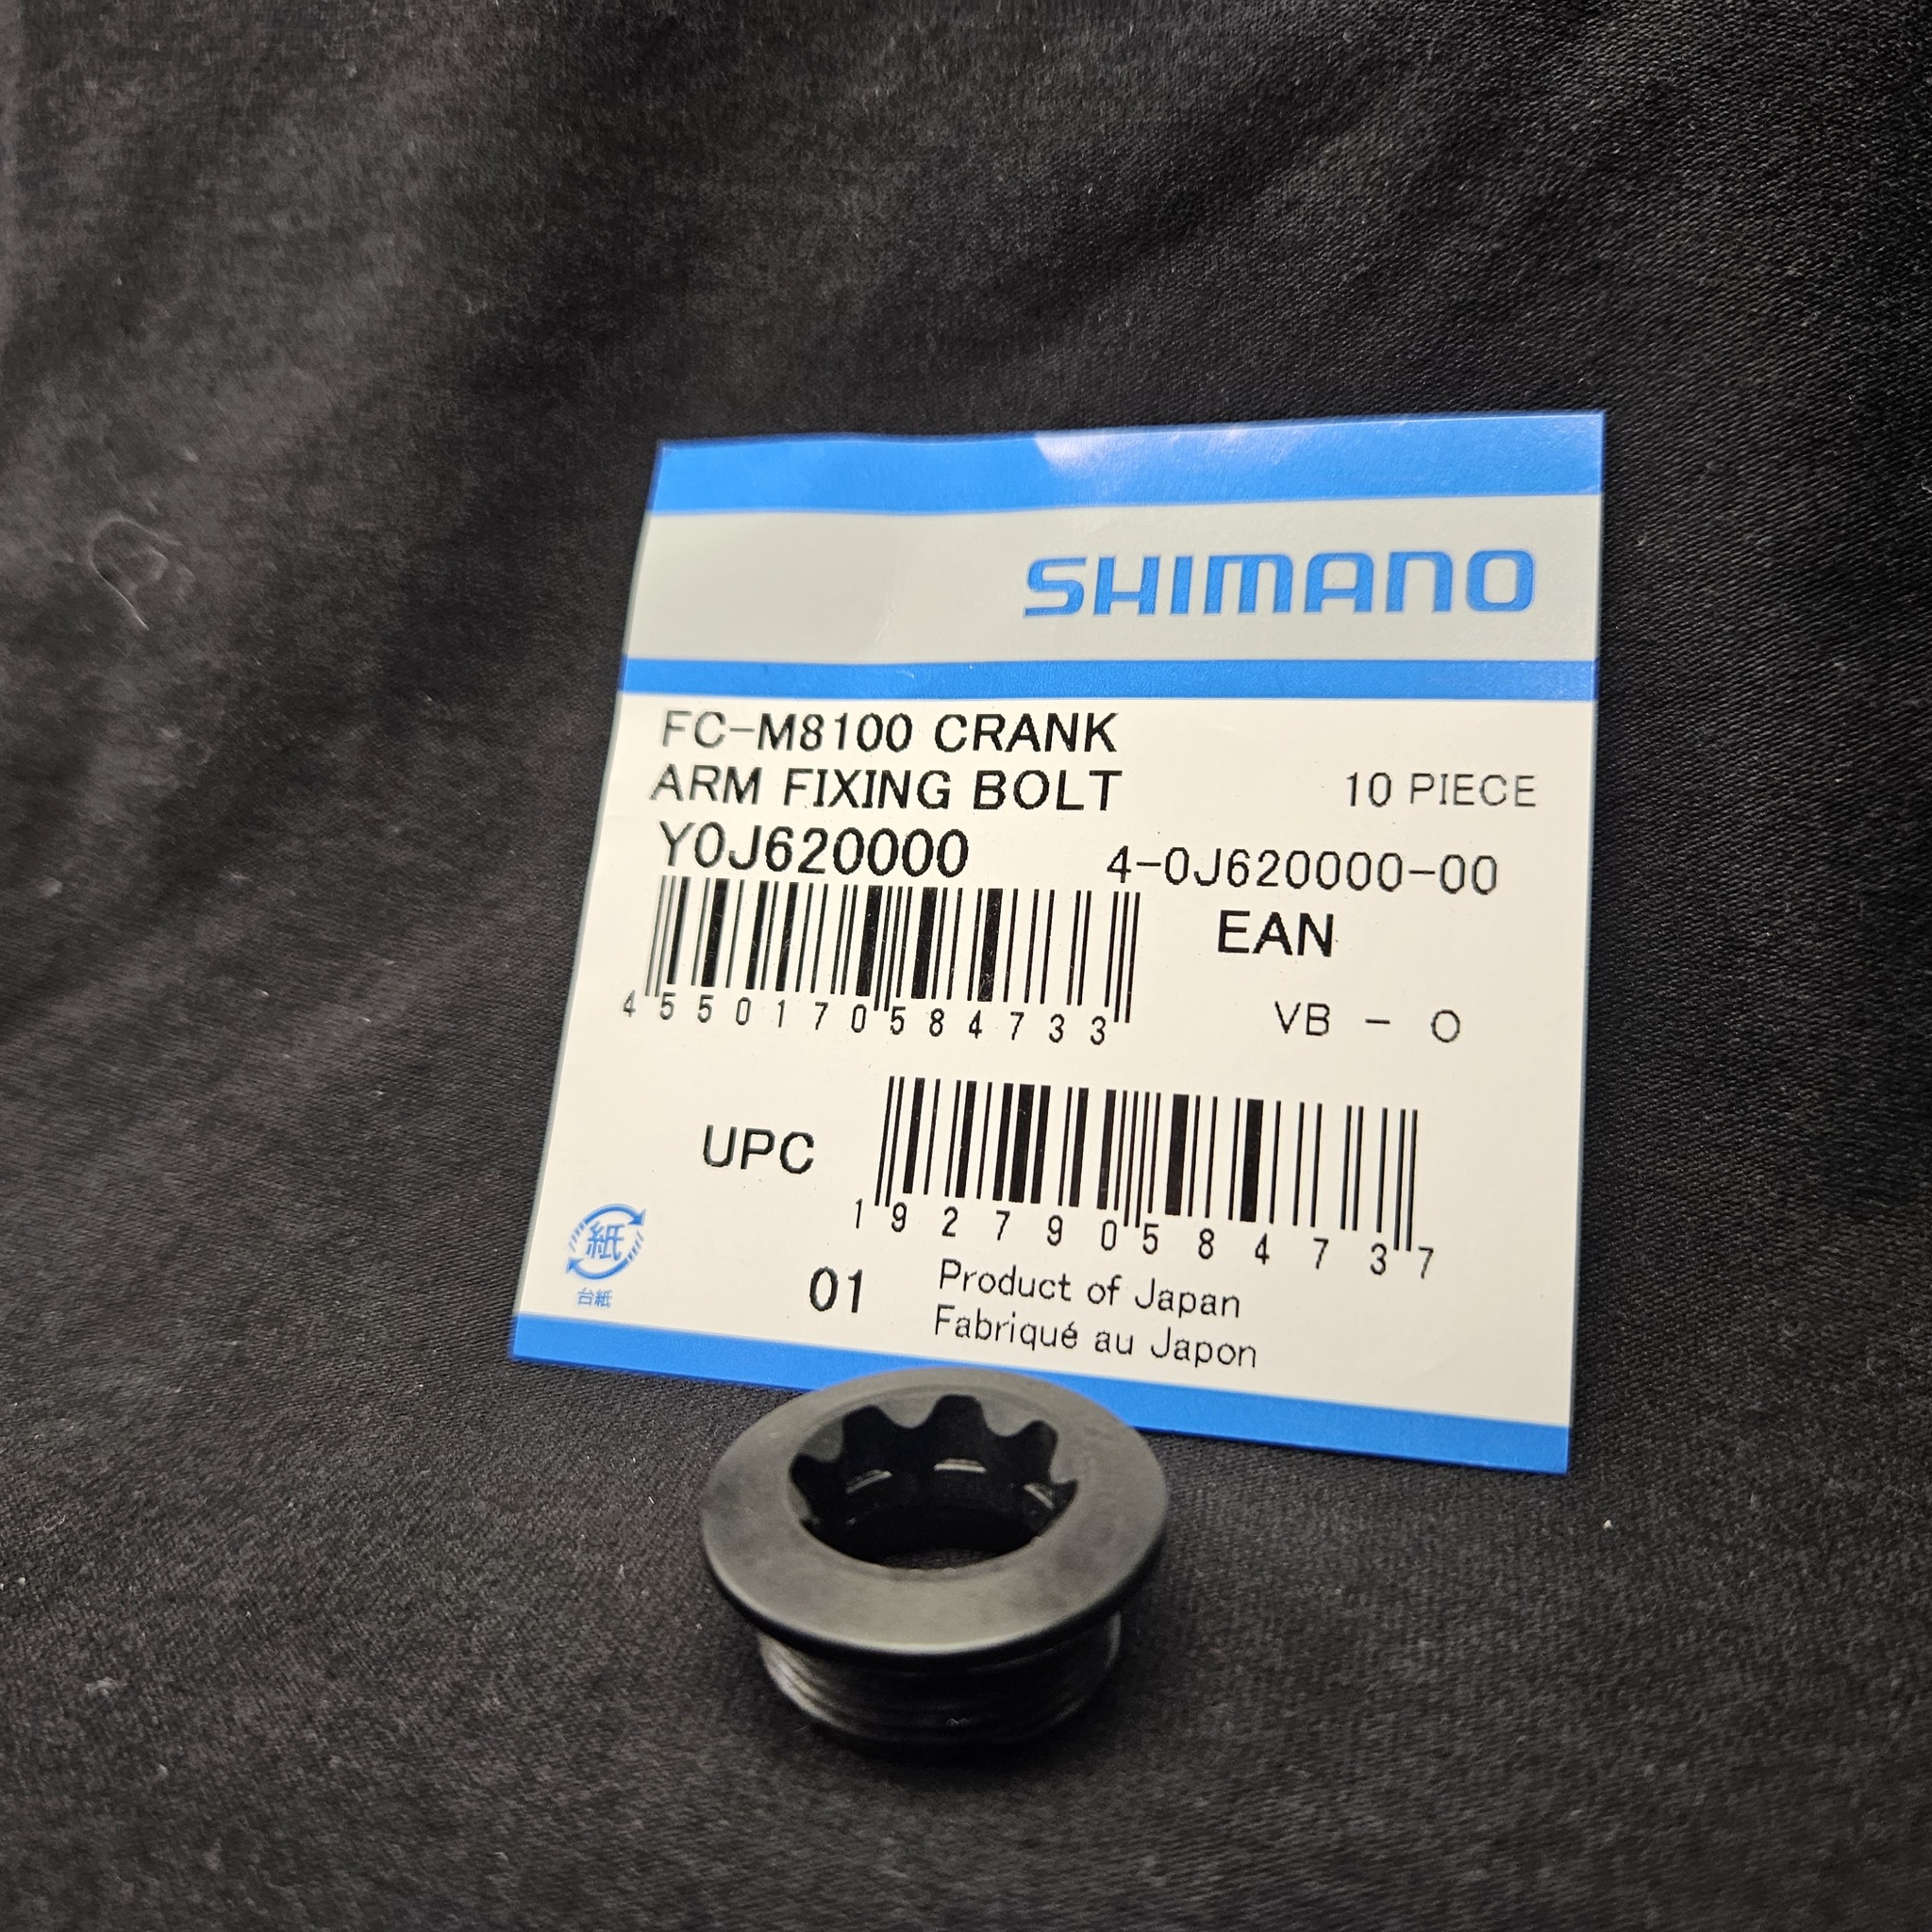 SHIMANO
FC-M8100 CRANK
ARM FIXING BOLT 10 PIECE
Y0J620000 4-0J620000-00
EAN
4550170584733
VB - O
UPC
192790584737
紙
台紙
01 Product of Japan
Fabriqué au Japon